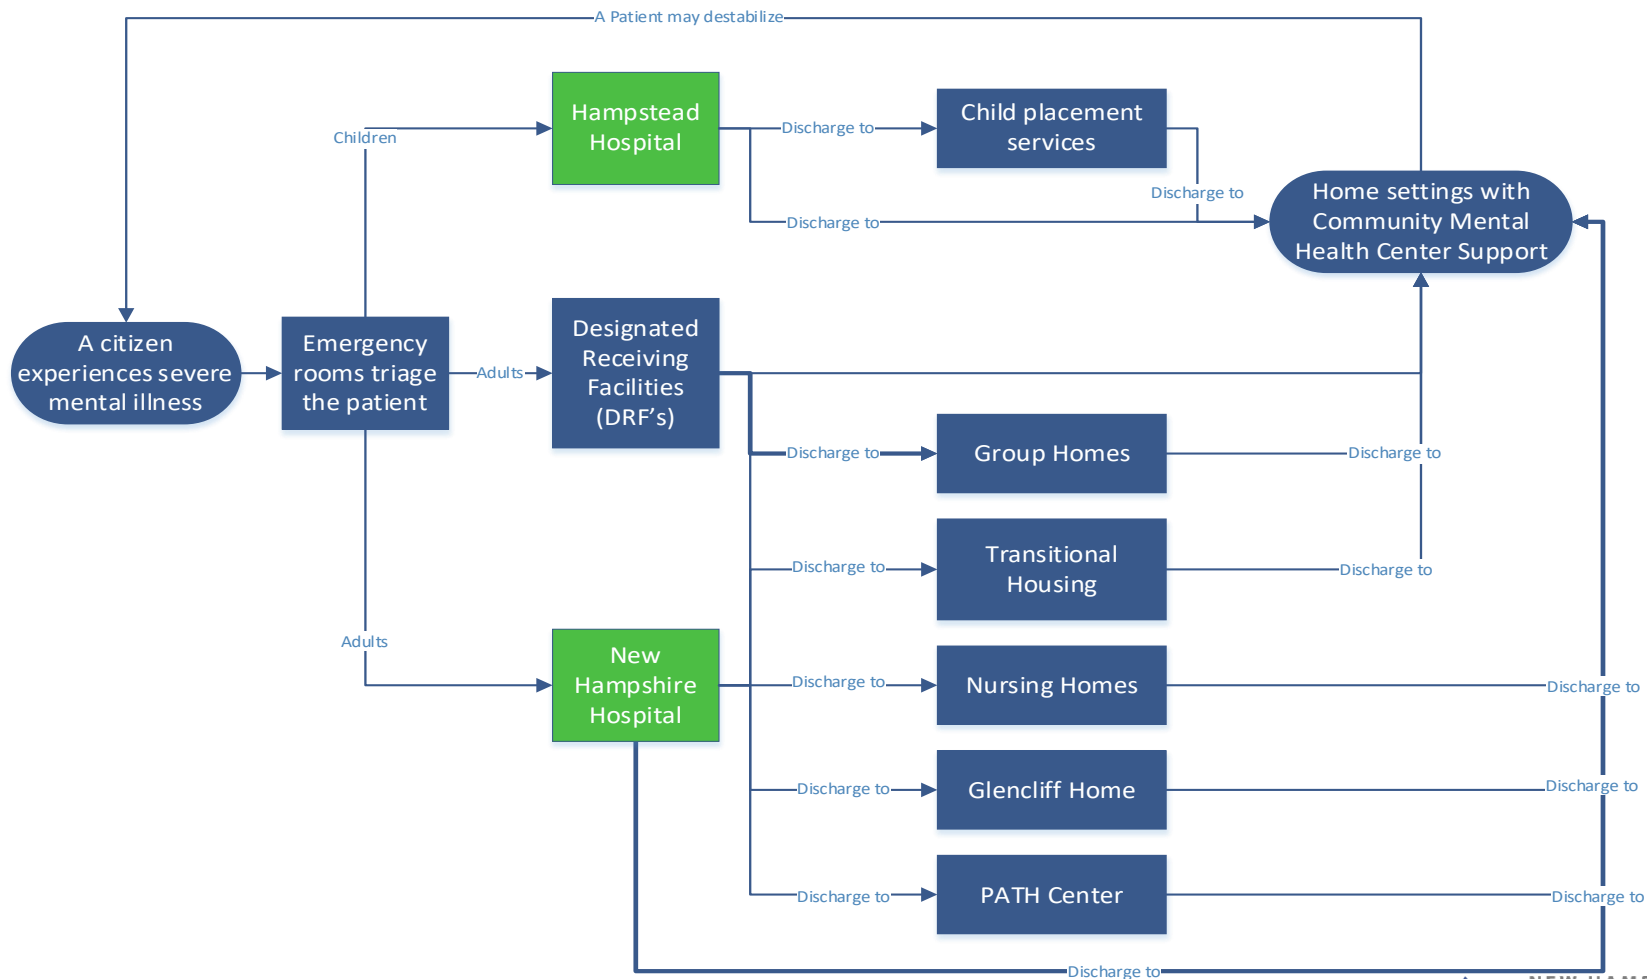 A Patient may destabilize
Hampstead
Hospital
Child placement
services
Children
Discharge to
Discharge to
Discharge to
Home settings with
Community Mental
Health Center Support
A citizen
experiences severe
mental illness
Emergency
rooms triage
the patient
Adults
Designated
Receiving
Facilities
(DRF's)
Discharge to
Group Homes
Discharge to
Discharge to
Transitional
Housing
Discharge to
Adults
New
Hampshire
Hospital
Discharge to
Nursing Homes
Discharge to
Discharge to
Glencliff Home
Discharge to
Discharge to
PATH Center
Discharge to
Discharge to